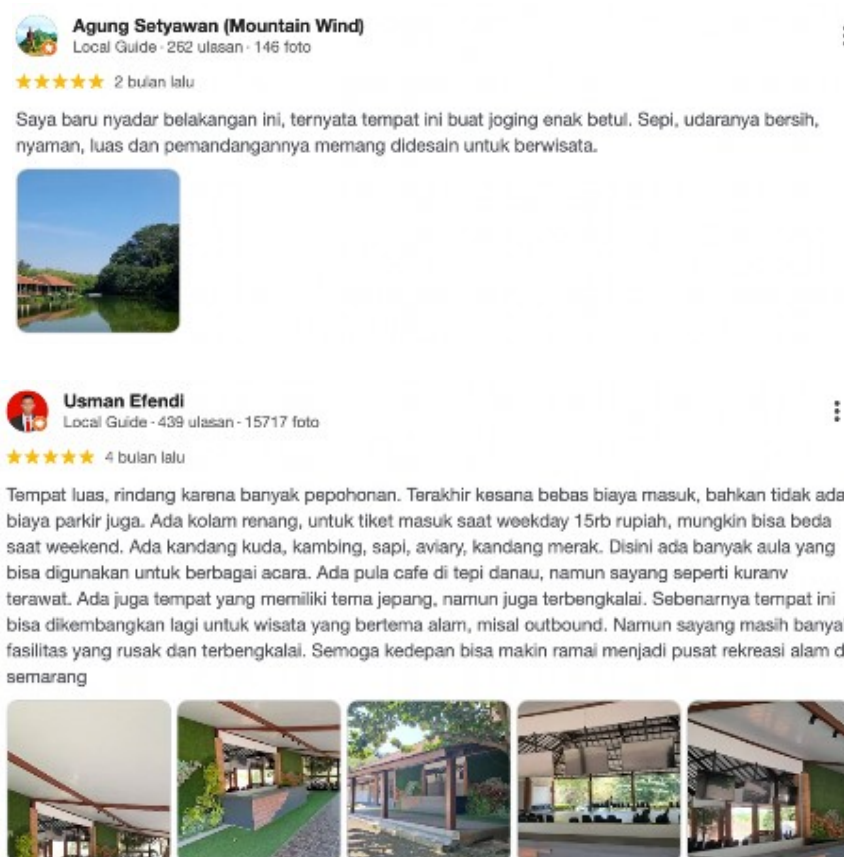 Agung Setyawan (Mountain Wind)
Local Guide · 262 ulasan · 146 foto
2 bulan lalu
Saya baru nyadar belakangan ini, ternyata tempat ini buat joging enak betul. Sepi, udaranya bersih,
nyaman, luas dan pemandangannya memang didesain untuk berwisata.
Usman Efendi
Local Guide · 439 ulasan · 15717 foto
4 bulan lalu
Tempat luas, rindang karena banyak pepohonan. Terakhir kesana bebas biaya masuk, bahkan tidak ada
biaya parkir juga. Ada kolam renang, untuk tiket masuk saat weekday 15rb rupiah, mungkin bisa beda
saat weekend. Ada kandang kuda, kambing, sapi, aviary, kandang merak. Disini ada banyak aula yang
bisa digunakan untuk berbagai acara. Ada pula cafe di tepi danau, namun sayang seperti kuranv
terawat. Ada juga tempat yang memiliki tema jepang, namun juga terbengkalai. Sebenarnya tempat ini
bisa dikembangkan lagi untuk wisata yang bertema alam, misal outbound. Namun sayang masih banya
fasilitas yang rusak dan terbengkalai. Semoga kedepan bisa makin ramai menjadi pusat rekreasi alam d
semarang